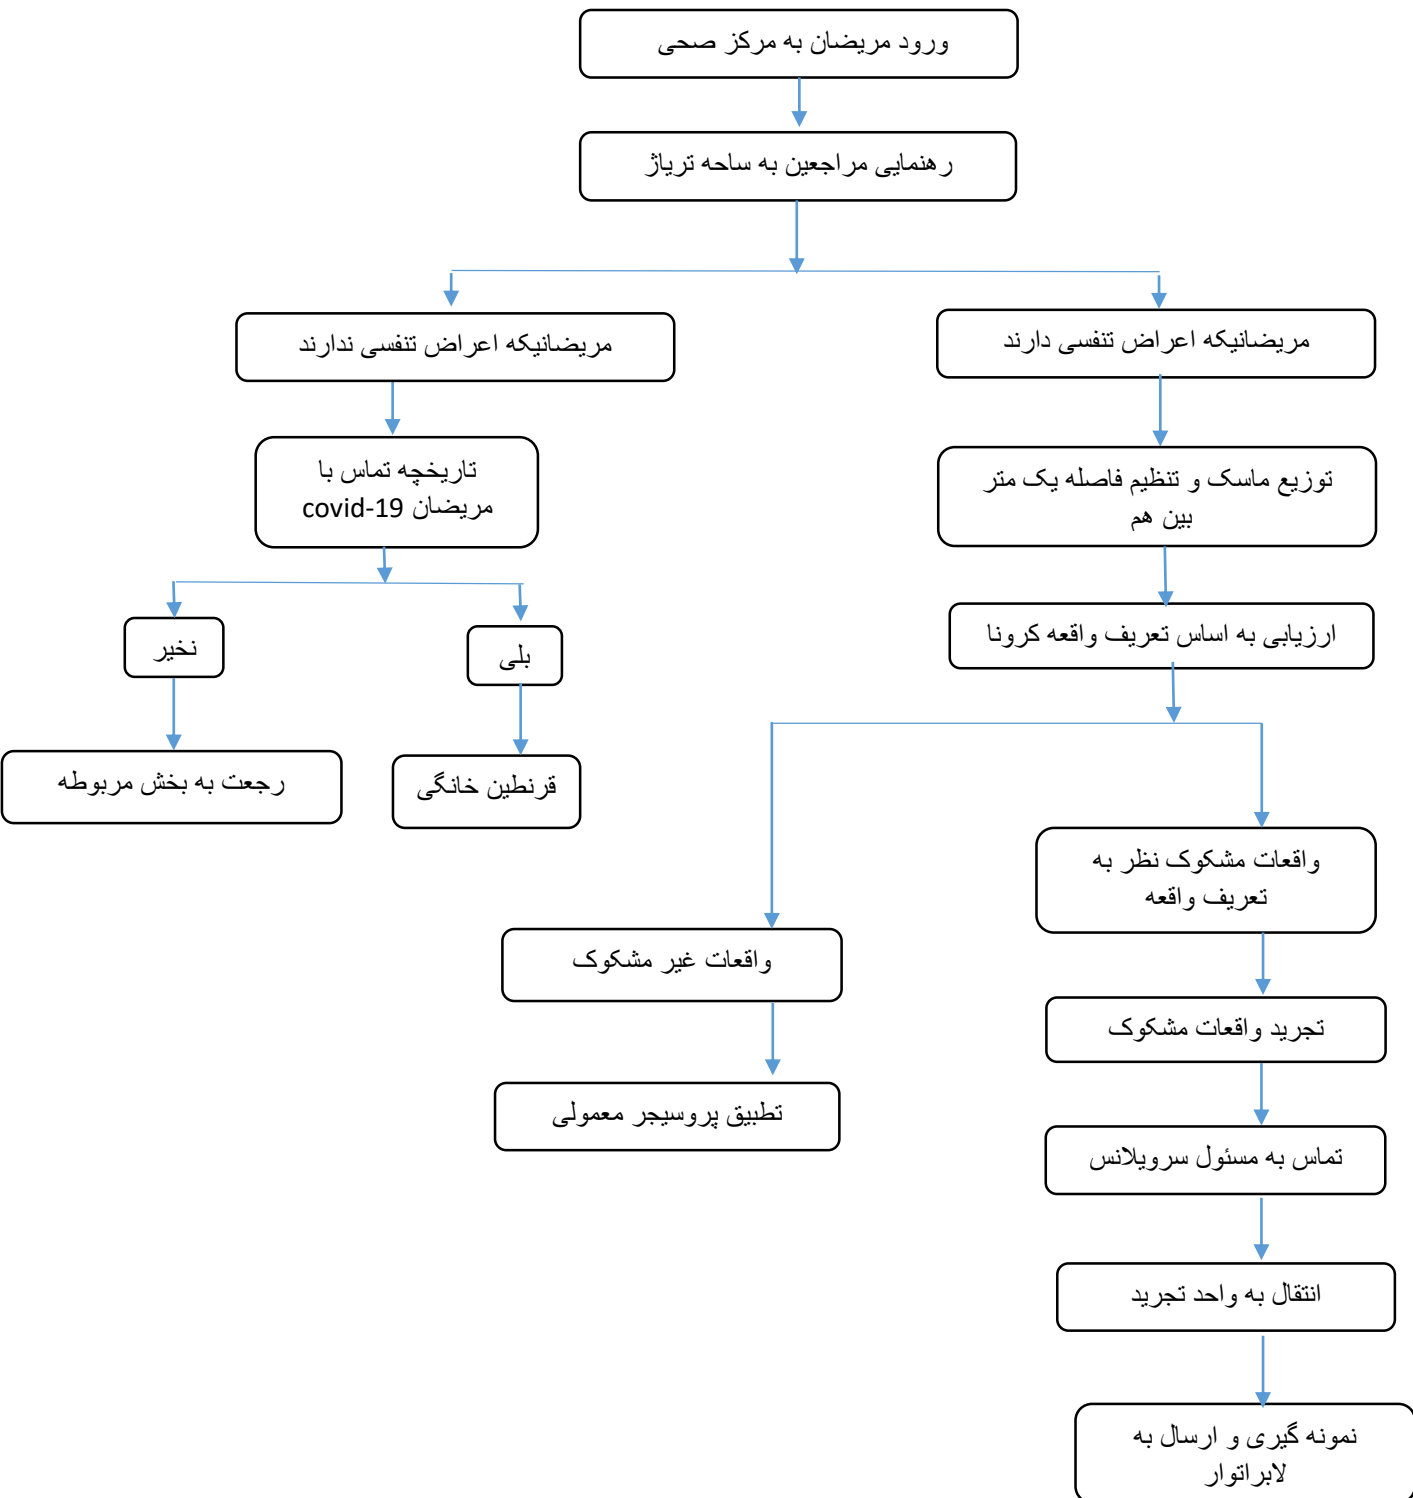 ورود مریضان به مرکز صحی
رهنمایی مراجعین به ساحه تریاژ
مریضانیکه اعراض تنفسی دارند
مریضانیکه اعراض تنفسی ندارند
توزیع ماسک و تنظیم فاصله یک متر
بین هم
تاریخچه تماس با
مریضان covid-19
ارزیابی به اساس تعریف واقعه کرونا
بلی
نخیر
قرنطین خانگی
رجعت به بخش مربوطه
واقعات مشکوک نظر به
تعریف واقعه
واقعات غیر مشکوک
تجرید واقعات مشکوک
تطبیق پروسیجر معمولی
تماس به مسئول سرویلانس
انتقال به واحد تجرید
نمونه گیری و ارسال به
لابراتوار